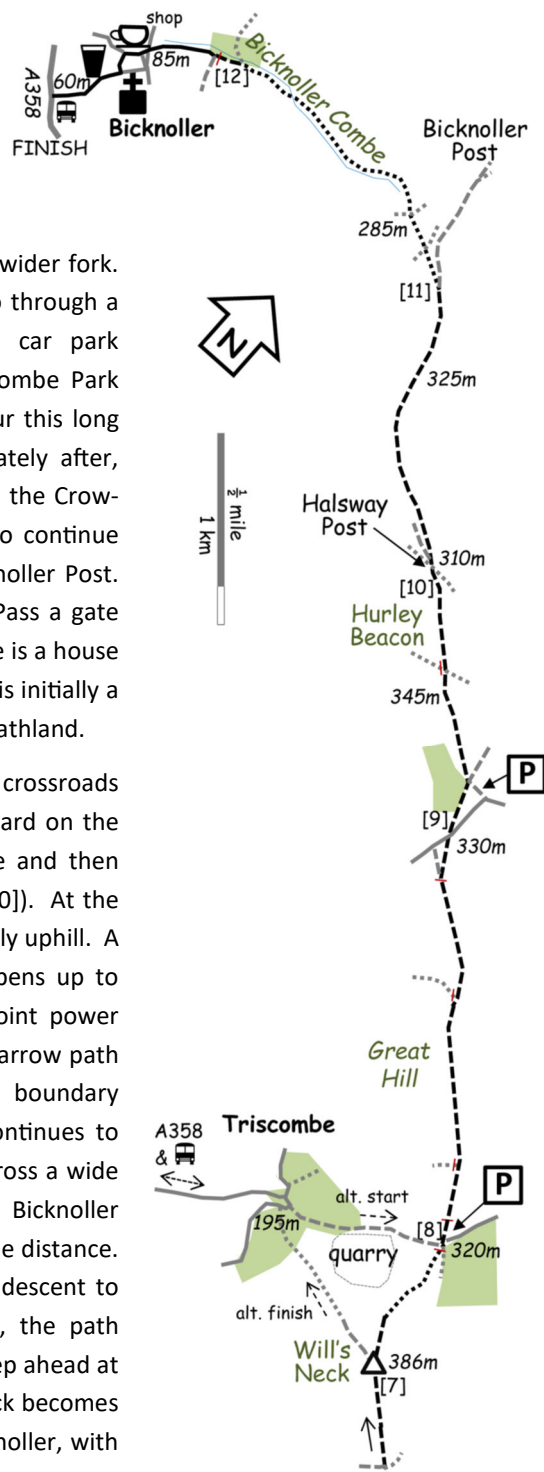 shop
A358
60m
85m
[12]
Bicknoller
FINISH
Bicknoller Combe
Bicknoller
Post
285m
[11]
wider fork.
through a
car park
ombe Park
ur this long
ately after,
the Crow-
o continue
noller Post.
Pass a gate
e is a house
is initially a
athland.
N
325m
½ mile
1 km
Halsway
Post
310m
[10]
Hurley
Beacon
345m
P
[9]
330m
crossroads
ard on the
e and then
0]). At the
ly uphill. A
pens up to
oint power
arrow path
boundary
ontinues to
ross a wide
Bicknoller
e distance.
descent to
, the path
ep ahead at
ck becomes
noller, with
Great
Hill
Triscombe
A358
&
alt. start
P
[8]
195m
320m
quarry
alt. finish
Will's
Neck
386m
[7]